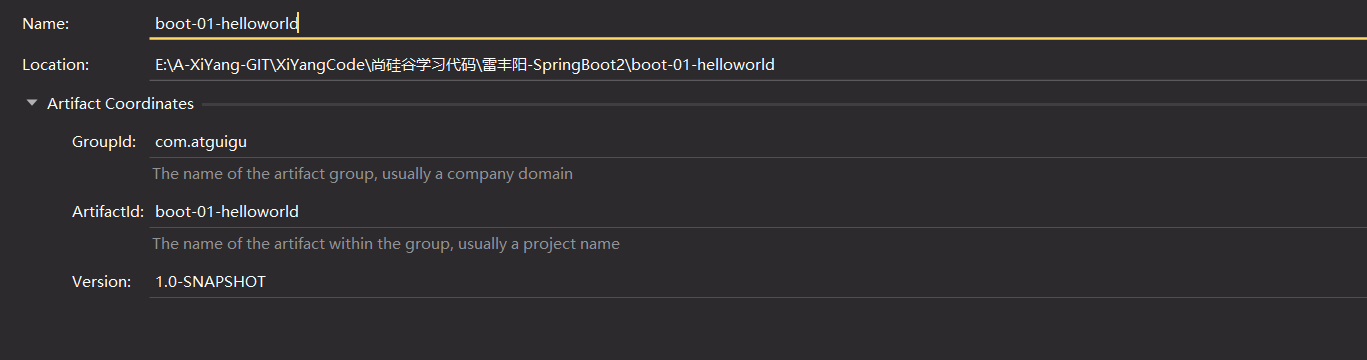 Name: boot-01-helloworld
Location: E:\A-XiYang-GIT\XiYangCode\尚硅谷学习代码\雷丰阳-SpringBoot2\boot-01-helloworld
Artifact Coordinates
GroupId: com.atguigu
The name of the artifact group, usually a company domain
ArtifactId: boot-01-helloworld
The name of the artifact within the group, usually a project name
Version: 1.0-SNAPSHOT